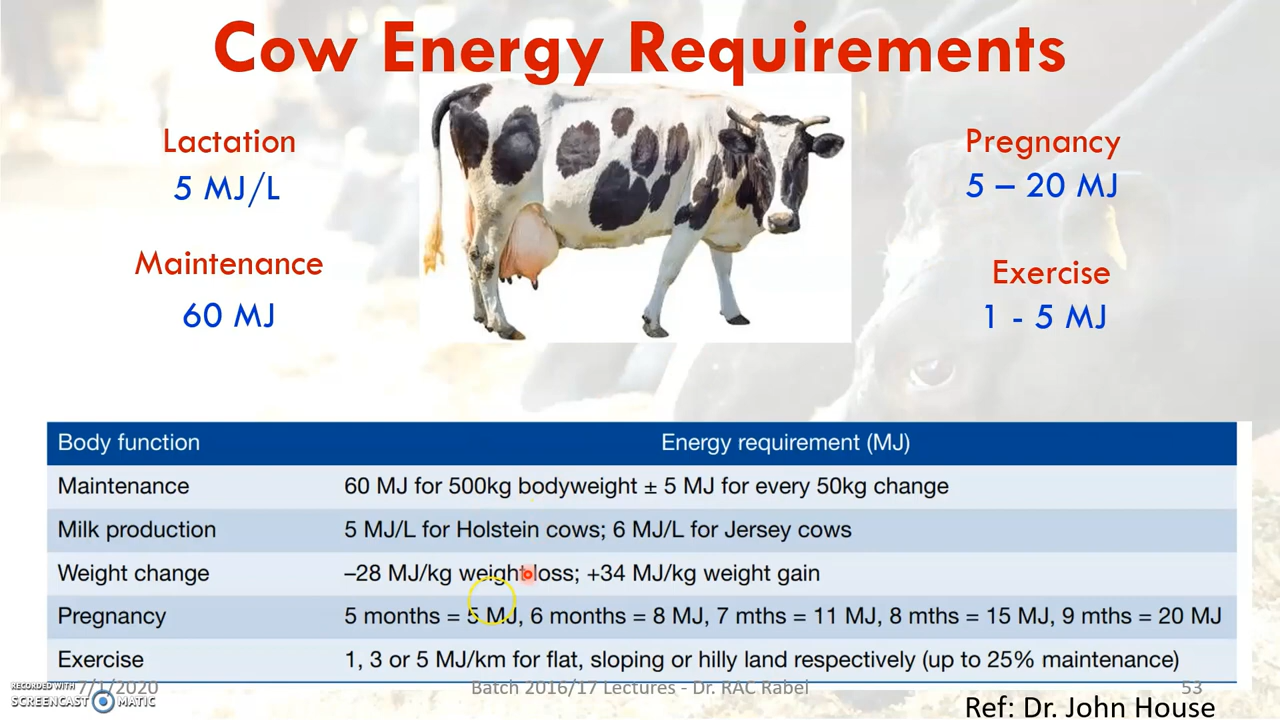 Cow Energy Requirements
Lactation
5 MJ/L
Maintenance
60 MJ
Pregnancy
5 – 20 MJ
Exercise
1 - 5 MJ
Body function Energy requirement (MJ)
Maintenance 60 MJ for 500kg bodyweight ± 5 MJ for every 50kg change
Milk production 5 MJ/L for Holstein cows; 6 MJ/L for Jersey cows
Weight change –28 MJ/kg weight loss; +34 MJ/kg weight gain
Pregnancy 5 months = 5 MJ, 6 months = 8 MJ, 7 mths = 11 MJ, 8 mths = 15 MJ, 9 mths = 20 MJ
Exercise 1, 3 or 5 MJ/km for flat, sloping or hilly land respectively (up to 25% maintenance)
RECORDED WITH
SCREENCAST MATIC
7/1/2020 Batch 2016/17 Lectures - Dr. RAC Rabel 53
Ref: Dr. John House